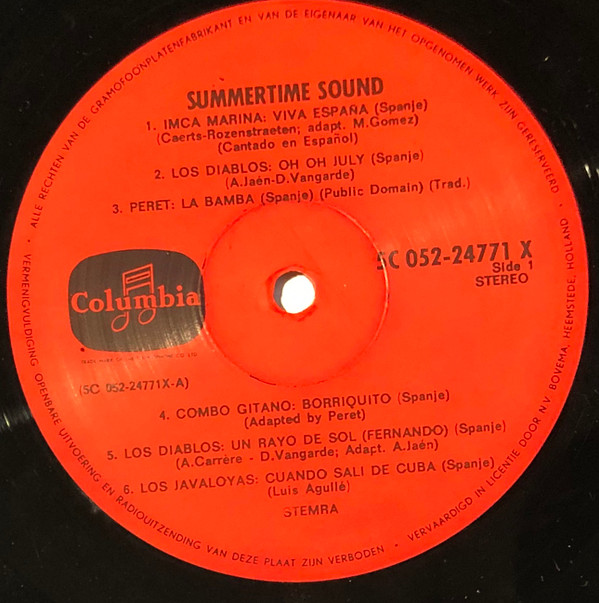 ALLE RECHTEN VAN DE GRAMOFOONPLATENFABRIKANT EN VAN DE EIGENAAR VAN HET OPGENOMEN WERK ZIJN GERESERVEERD
SUMMERTIME SOUND
1. IMCA MARINA: VIVA ESPAÑA (Spanje)
(Caerts-Rozenstraeten; adapt. M.Gomez)
(Cantado en Español)
2. LOS DIABLOS: OH OH JULY (Spanje)
(A.Jaén-D.Vangarde)
3. PERET: LA BAMBA (Spanje) (Public Domain) (Trad.)
5C 052-24771 X
Side 1
STEREO
Columbia
(5C 052-24771X-A)
4. COMBO GITANO: BORRIQUITO (Spanje)
(Adapted by Peret)
5. LOS DIABLOS: UN RAYO DE SOL (FERNANDO) (Spanje)
(A.Carrère - D.Vangarde; Adapt. A.Jaén)
6. LOS JAVALOYAS: CUANDO SALI DE CUBA (Spanje)
(Luis Agullé)
STEMRA
VERMENIGVULDIGING OPENBARE UITVOERING EN RADIOUITZENDING VAN DEZE PLAAT ZIJN VERBODEN · VERVAARDIGD IN LICENTIE DOOR N.V. BOVEMA, HEEMSTEDE, HOLLAND